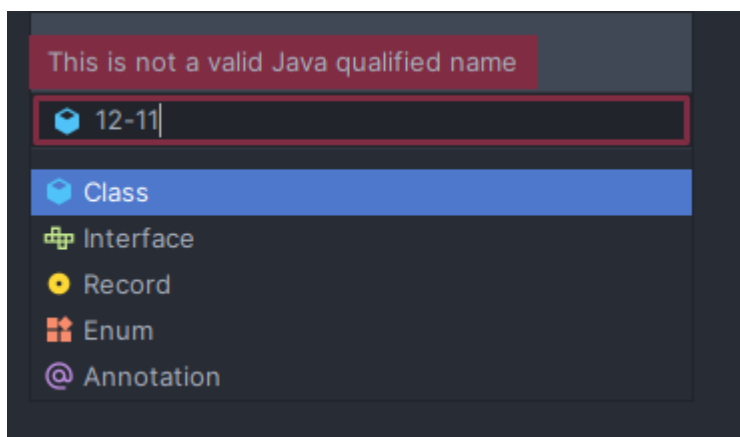 This is not a valid Java qualified name
12-11
Class
Interface
Record
Enum
@ Annotation